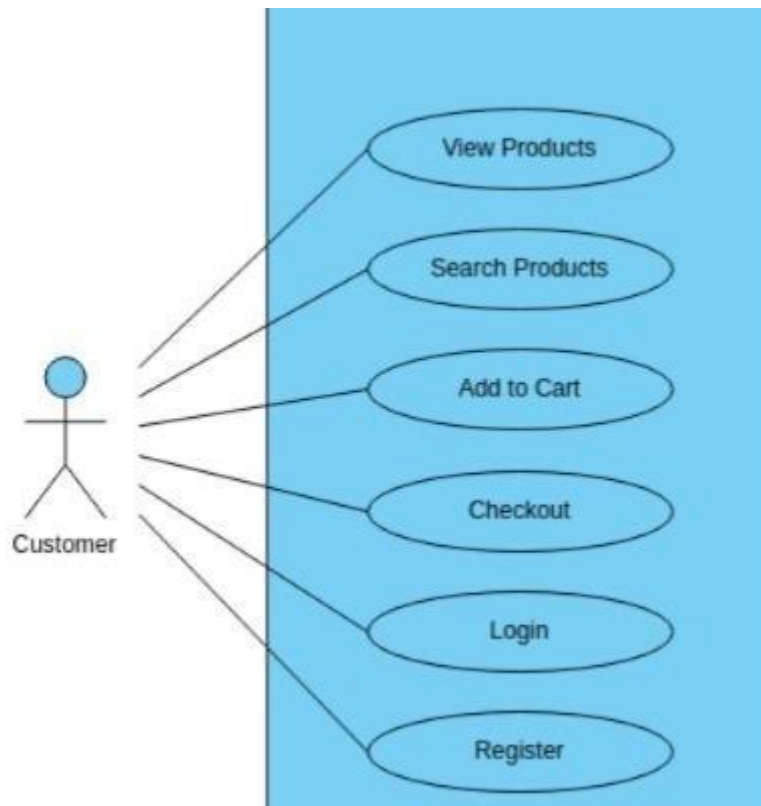 View Products
Search Products
Add to Cart
Checkout
Customer
Login
Register